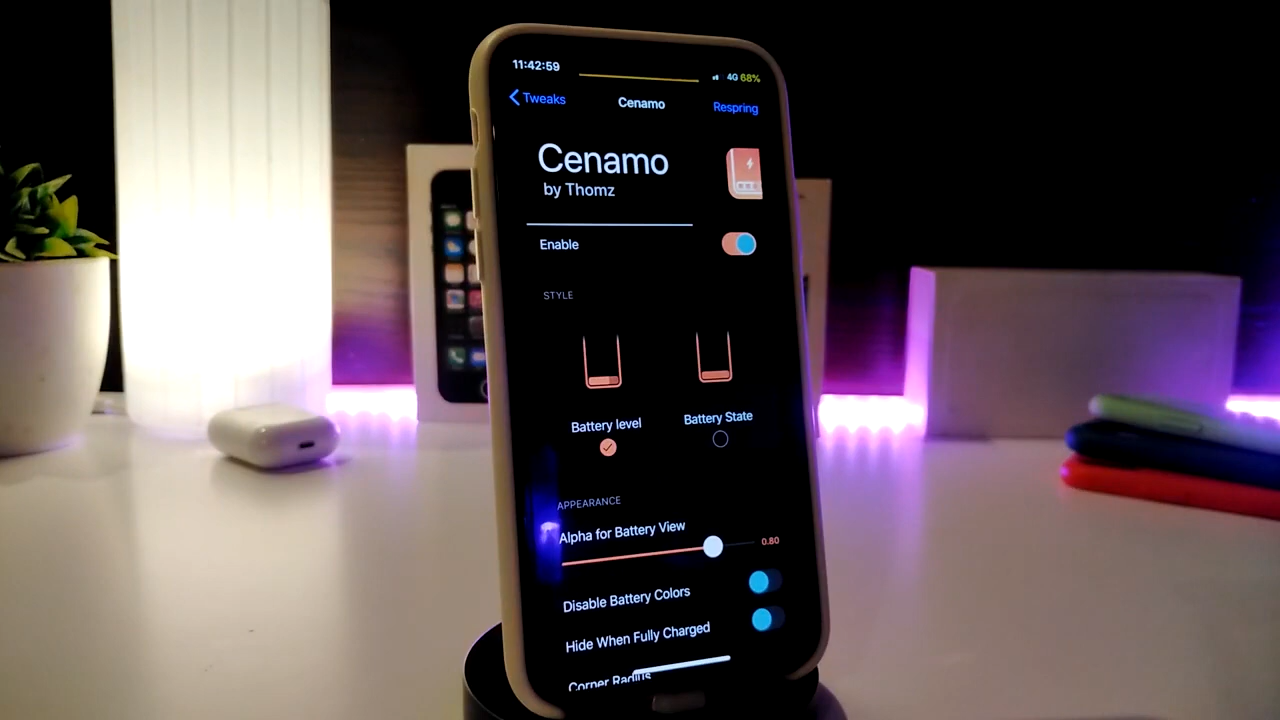 11:42:59
4G 68%
Tweaks
Cenamo
Respring
Cenamo
by Thomz
Enable
STYLE
Battery level
Battery State
APPEARANCE
Alpha for Battery View
0.80
Disable Battery Colors
Hide When Fully Charged
Corner Radius